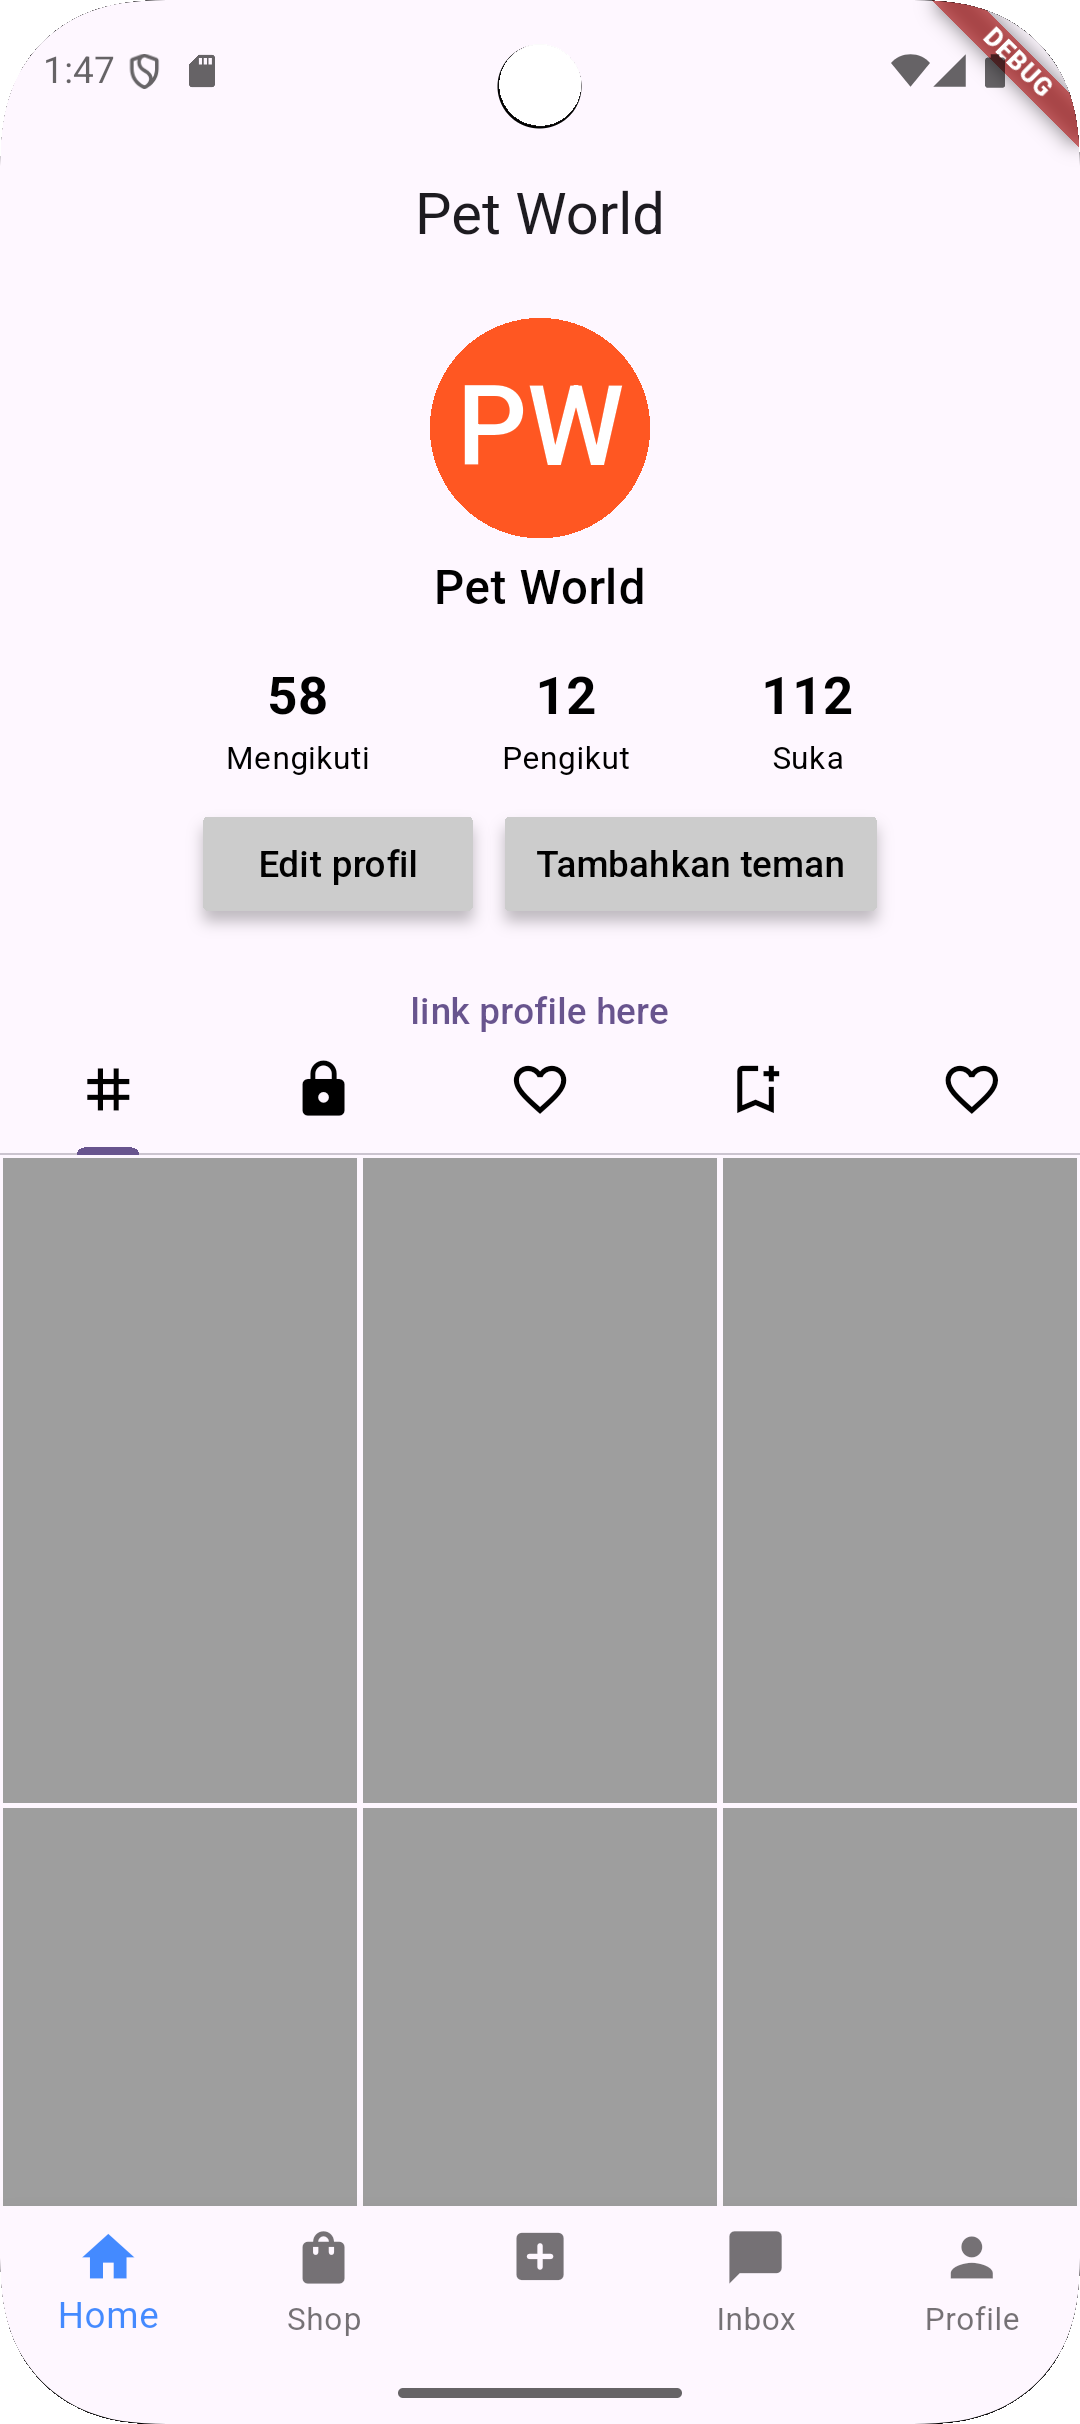 1:47
DEBUG
Pet World
PW
Pet World
58 12 112
Mengikuti Pengikut Suka
Edit profil Tambahkan teman
link profile here
Home Shop Inbox Profile